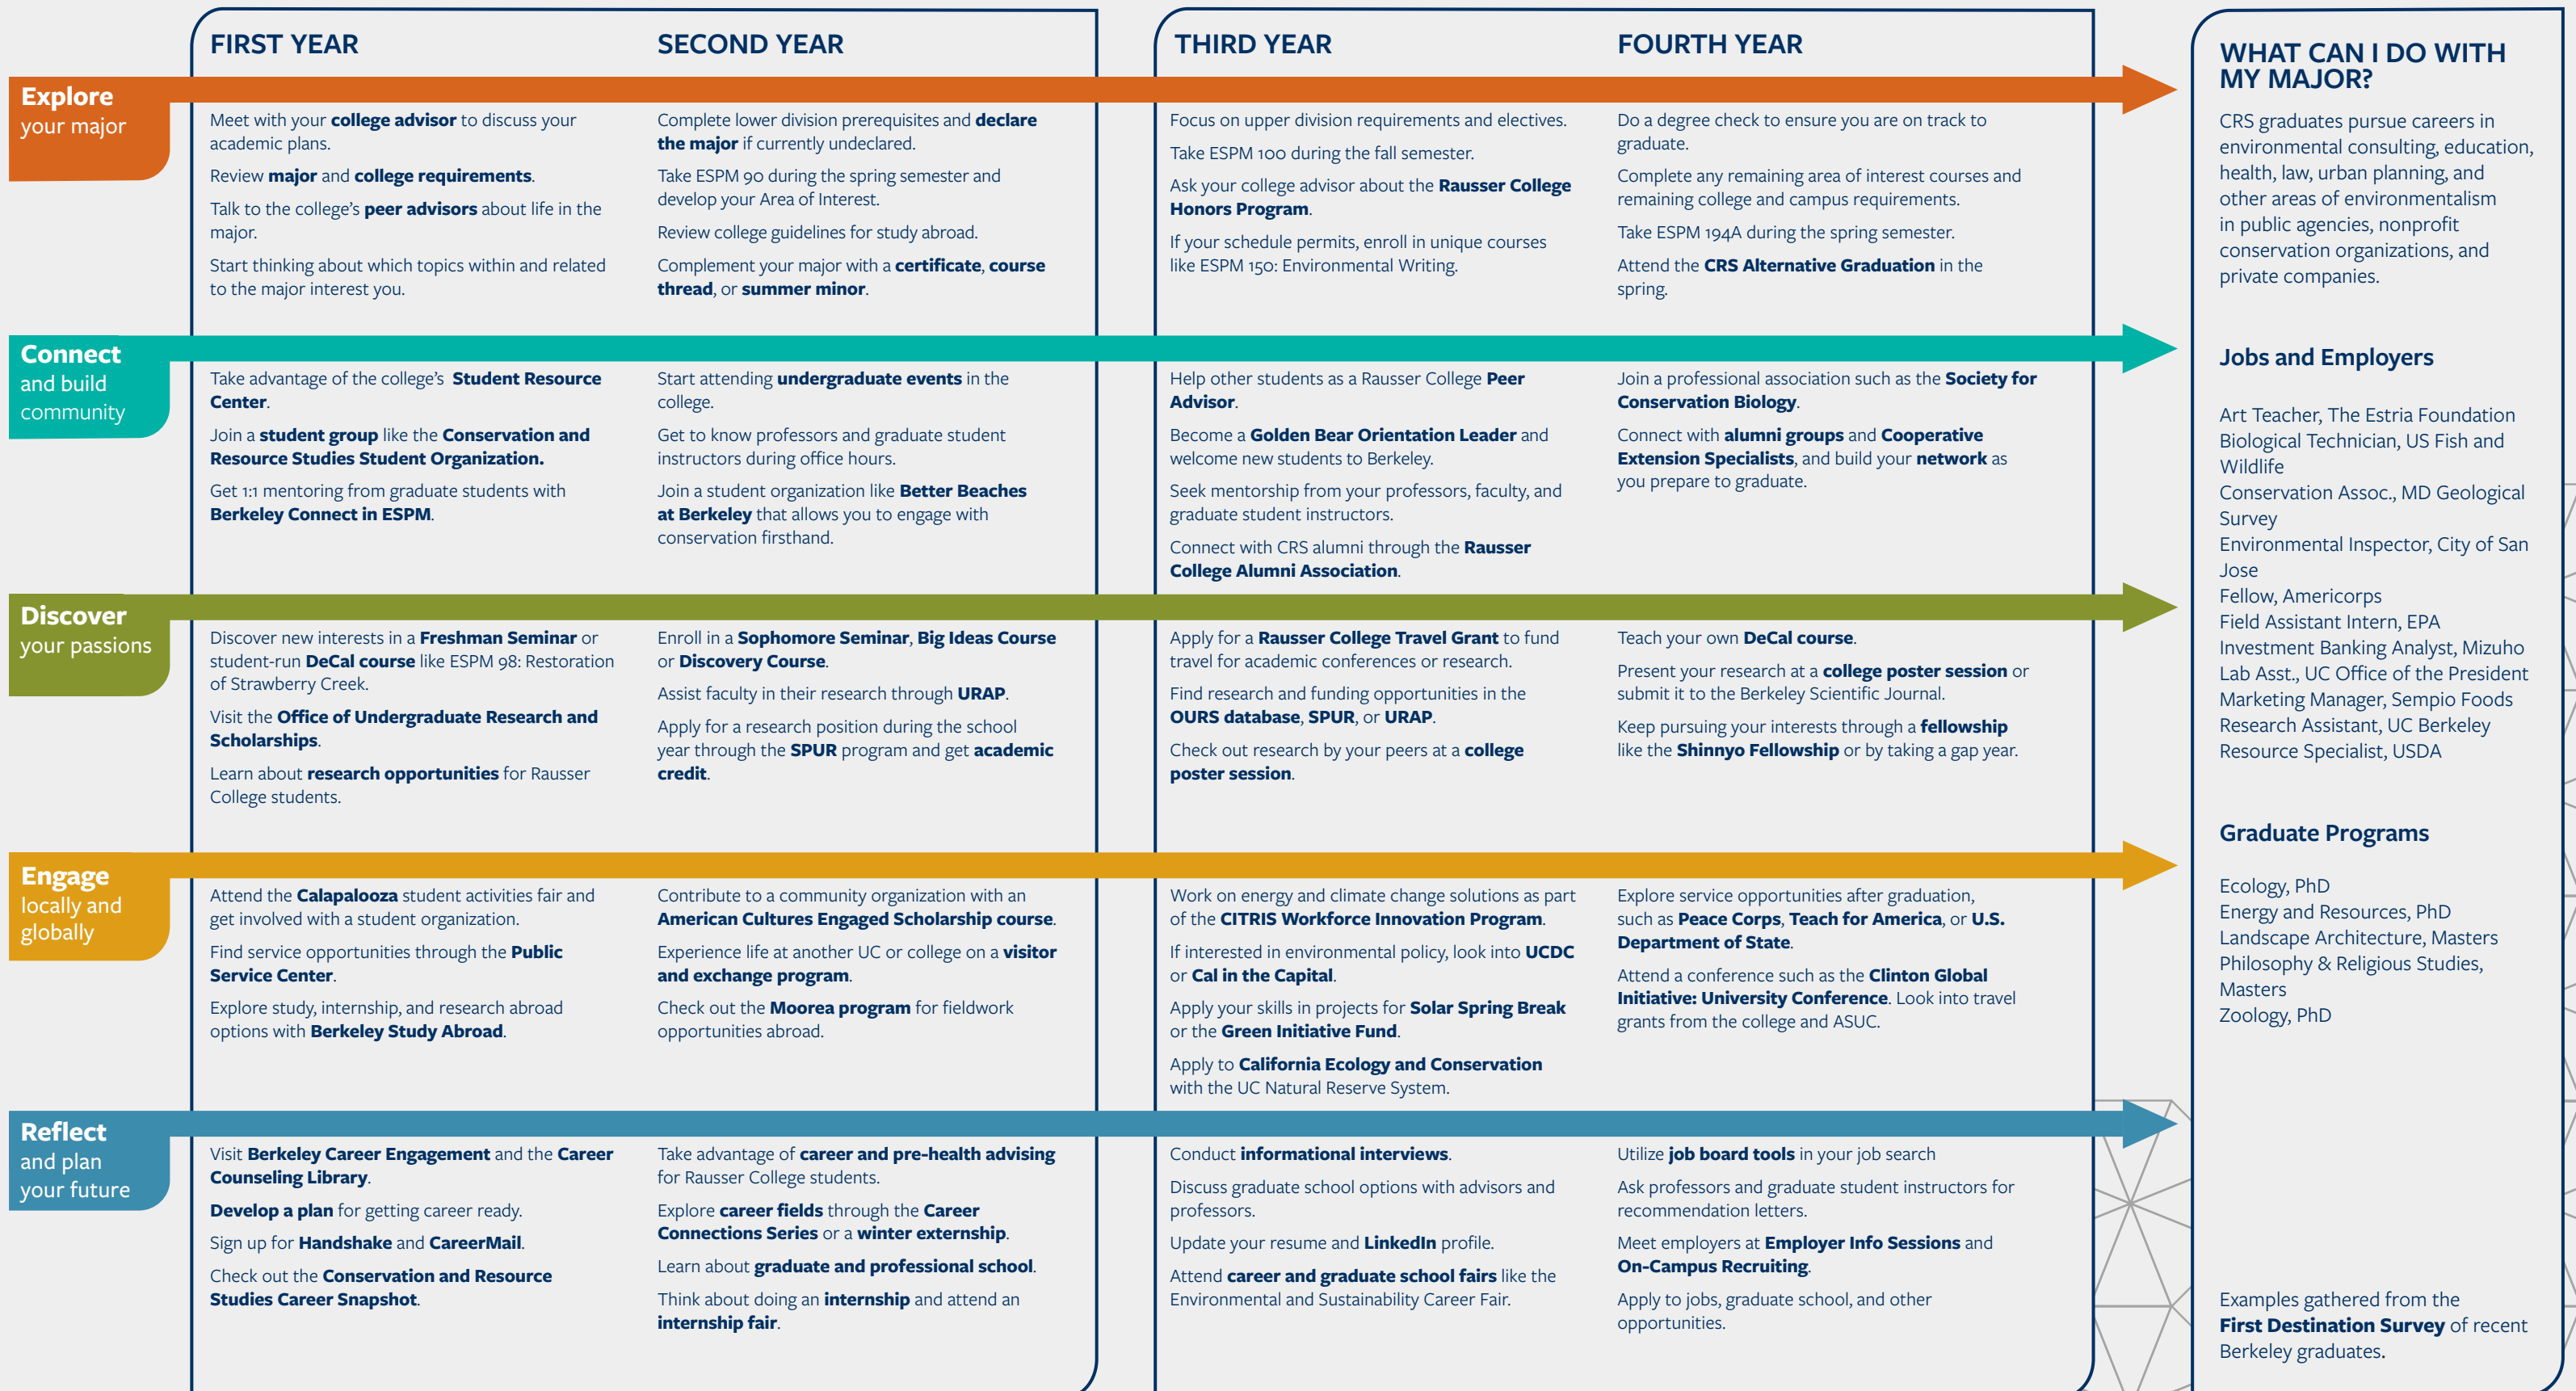 FIRST YEAR
SECOND YEAR
THIRD YEAR
FOURTH YEAR
Explore
your major
Meet with your college advisor to discuss your
academic plans.
Review major and college requirements.
Talk to the college's peer advisors about life in the
major.
Start thinking about which topics within and related
to the major interest you.
Complete lower division prerequisites and declare
the major if currently undeclared.
Take ESPM 90 during the spring semester and
develop your Area of Interest.
Review college guidelines for study abroad.
Complement your major with a certificate, course
thread, or summer minor.
Focus on upper division requirements and electives.
Take ESPM 100 during the fall semester.
Ask your college advisor about the Rausser College
Honors Program.
If your schedule permits, enroll in unique courses
like ESPM 150: Environmental Writing.
Do a degree check to ensure you are on track to
graduate.
Complete any remaining area of interest courses and
remaining college and campus requirements.
Take ESPM 194A during the spring semester.
Attend the CRS Alternative Graduation in the
spring.
Connect
and build
community
Take advantage of the college's Student Resource
Center.
Join a student group like the Conservation and
Resource Studies Student Organization.
Get 1:1 mentoring from graduate students with
Berkeley Connect in ESPM.
Start attending undergraduate events in the
college.
Get to know professors and graduate student
instructors during office hours.
Join a student organization like Better Beaches
at Berkeley that allows you to engage with
conservation firsthand.
Help other students as a Rausser College Peer
Advisor.
Become a Golden Bear Orientation Leader and
welcome new students to Berkeley.
Seek mentorship from your professors, faculty, and
graduate student instructors.
Connect with CRS alumni through the Rausser
College Alumni Association.
Join a professional association such as the Society for
Conservation Biology.
Connect with alumni groups and Cooperative
Extension Specialists, and build your network as
you prepare to graduate.
Discover
your passions
Discover new interests in a Freshman Seminar or
student-run DeCal course like ESPM 98: Restoration
of Strawberry Creek.
Visit the Office of Undergraduate Research and
Scholarships.
Learn about research opportunities for Rausser
College students.
Enroll in a Sophomore Seminar, Big Ideas Course
or Discovery Course.
Assist faculty in their research through URAP.
Apply for a research position during the school
year through the SPUR program and get academic
credit.
Apply for a Rausser College Travel Grant to fund
travel for academic conferences or research.
Find research and funding opportunities in the
OURS database, SPUR, or URAP.
Check out research by your peers at a college
poster session.
Teach your own DeCal course.
Present your research at a college poster session or
submit it to the Berkeley Scientific Journal.
Keep pursuing your interests through a fellowship
like the Shinnyo Fellowship or by taking a gap year.
Engage
locally and
globally
Attend the Calapalooza student activities fair and
get involved with a student organization.
Find service opportunities through the Public
Service Center.
Explore study, internship, and research abroad
options with Berkeley Study Abroad.
Contribute to a community organization with an
American Cultures Engaged Scholarship course.
Experience life at another UC or college on a visitor
and exchange program.
Check out the Moorea program for fieldwork
opportunities abroad.
Work on energy and climate change solutions as part
of the CITRIS Workforce Innovation Program.
If interested in environmental policy, look into UCDC
or Cal in the Capital.
Apply your skills in projects for Solar Spring Break
or the Green Initiative Fund.
Apply to California Ecology and Conservation
with the UC Natural Reserve System.
Explore service opportunities after graduation,
such as Peace Corps, Teach for America, or U.S.
Department of State.
Attend a conference such as the Clinton Global
Initiative: University Conference. Look into travel
grants from the college and ASUC.
Reflect
and plan
your future
Visit Berkeley Career Engagement and the Career
Counseling Library.
Develop a plan for getting career ready.
Sign up for Handshake and CareerMail.
Check out the Conservation and Resource
Studies Career Snapshot.
Take advantage of career and pre-health advising
for Rausser College students.
Explore career fields through the Career
Connections Series or a winter externship.
Learn about graduate and professional school.
Think about doing an internship and attend an
internship fair.
Conduct informational interviews.
Discuss graduate school options with advisors and
professors.
Update your resume and LinkedIn profile.
Attend career and graduate school fairs like the
Environmental and Sustainability Career Fair.
Utilize job board tools in your job search
Ask professors and graduate student instructors for
recommendation letters.
Meet employers at Employer Info Sessions and
On-Campus Recruiting.
Apply to jobs, graduate school, and other
opportunities.
WHAT CAN I DO WITH
MY MAJOR?
CRS graduates pursue careers in
environmental consulting, education,
health, law, urban planning, and
other areas of environmentalism
in public agencies, nonprofit
conservation organizations, and
private companies.
Jobs and Employers
Art Teacher, The Estria Foundation
Biological Technician, US Fish and
Wildlife
Conservation Assoc., MD Geological
Survey
Environmental Inspector, City of San
Jose
Fellow, Americorps
Field Assistant Intern, EPA
Investment Banking Analyst, Mizuho
Lab Asst., UC Office of the President
Marketing Manager, Sempio Foods
Research Assistant, UC Berkeley
Resource Specialist, USDA
Graduate Programs
Ecology, PhD
Energy and Resources, PhD
Landscape Architecture, Masters
Philosophy & Religious Studies,
Masters
Zoology, PhD
Examples gathered from the
First Destination Survey of recent
Berkeley graduates.